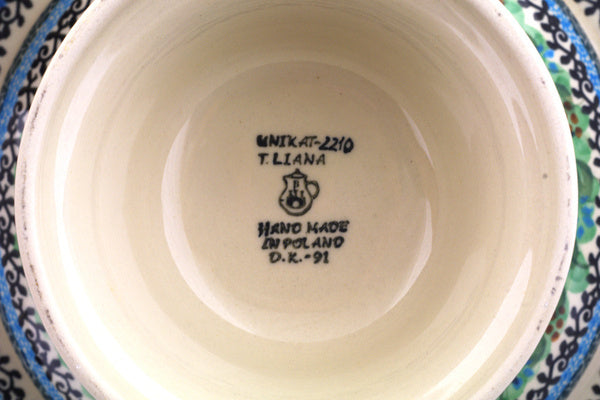 UNIKAT-2210
T. LIANA
HAND MADE
IN POLAND
D.K.-91